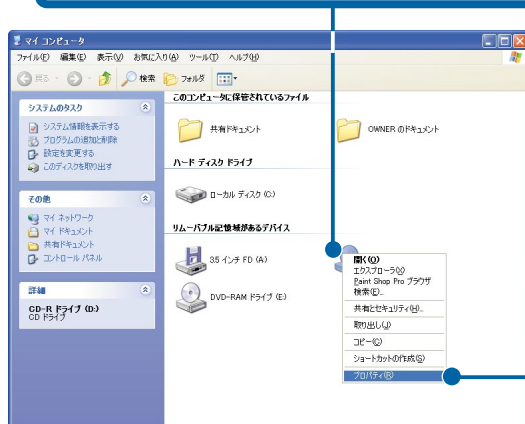 マイ コンピュータ
ファイル(F) 編集(E) 表示(V) お気に入り(A) ツール(T) ヘルプ(H)
戻る 検索 フォルダ
システムのタスク
システム情報を表示する
プログラムの追加と削除
設定を変更する
このディスクを取り出す
その他
マイ ネットワーク
マイ ドキュメント
共有ドキュメント
コントロール パネル
詳細
CD-R ドライブ (D:)
CD ドライブ
このコンピュータに保管されているファイル
共有ドキュメント OWNER のドキュメント
ハード ディスク ドライブ
ローカル ディスク (C:)
リムーバブル記憶域があるデバイス
3.5 インチ FD (A:)
DVD-RAM ドライブ (E:)
開く(O)
エクスプローラ(X)
Paint Shop Pro ブラウザ
検索(E)...
共有とセキュリティ(H)...
取り出し(J)
コピー(C)
ショートカットの作成(S)
プロパティ(R)